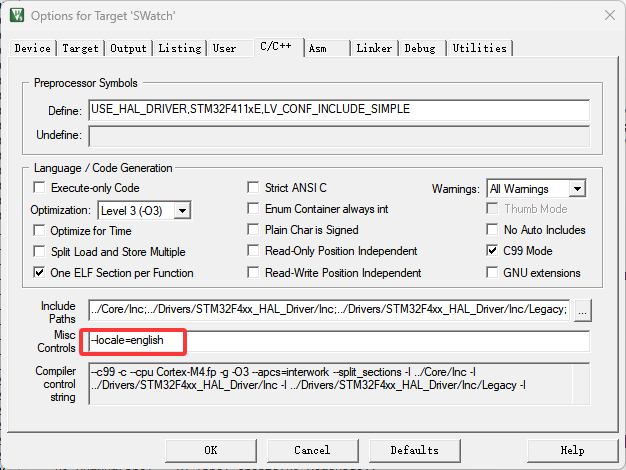 Options for Target 'SWatch'
Device Target Output Listing User C/C++ Asm Linker Debug Utilities
Preprocessor Symbols
Define: USE_HAL_DRIVER,STM32F411xE,LV_CONF_INCLUDE_SIMPLE
Undefine:
Language / Code Generation
Execute-only Code Strict ANSI C Warnings: All Warnings
Optimization: Level 3 (-O3) Enum Container always int Thumb Mode
Optimize for Time Plain Char is Signed No Auto Includes
Split Load and Store Multiple Read-Only Position Independent C99 Mode
One ELF Section per Function Read-Write Position Independent GNU extensions
Include
Paths
../Core/Inc;../Drivers/STM32F4xx_HAL_Driver/Inc;../Drivers/STM32F4xx_HAL_Driver/Inc/Legacy; ...
Misc
Controls
--locale=english
Compiler
control
string
--c99 -c --cpu Cortex-M4.fp -g -O3 --apcs=interwork --split_sections -I ../Core/Inc -I
../Drivers/STM32F4xx_HAL_Driver/Inc -I ../Drivers/STM32F4xx_HAL_Driver/Inc/Legacy -I
OK Cancel Defaults Help